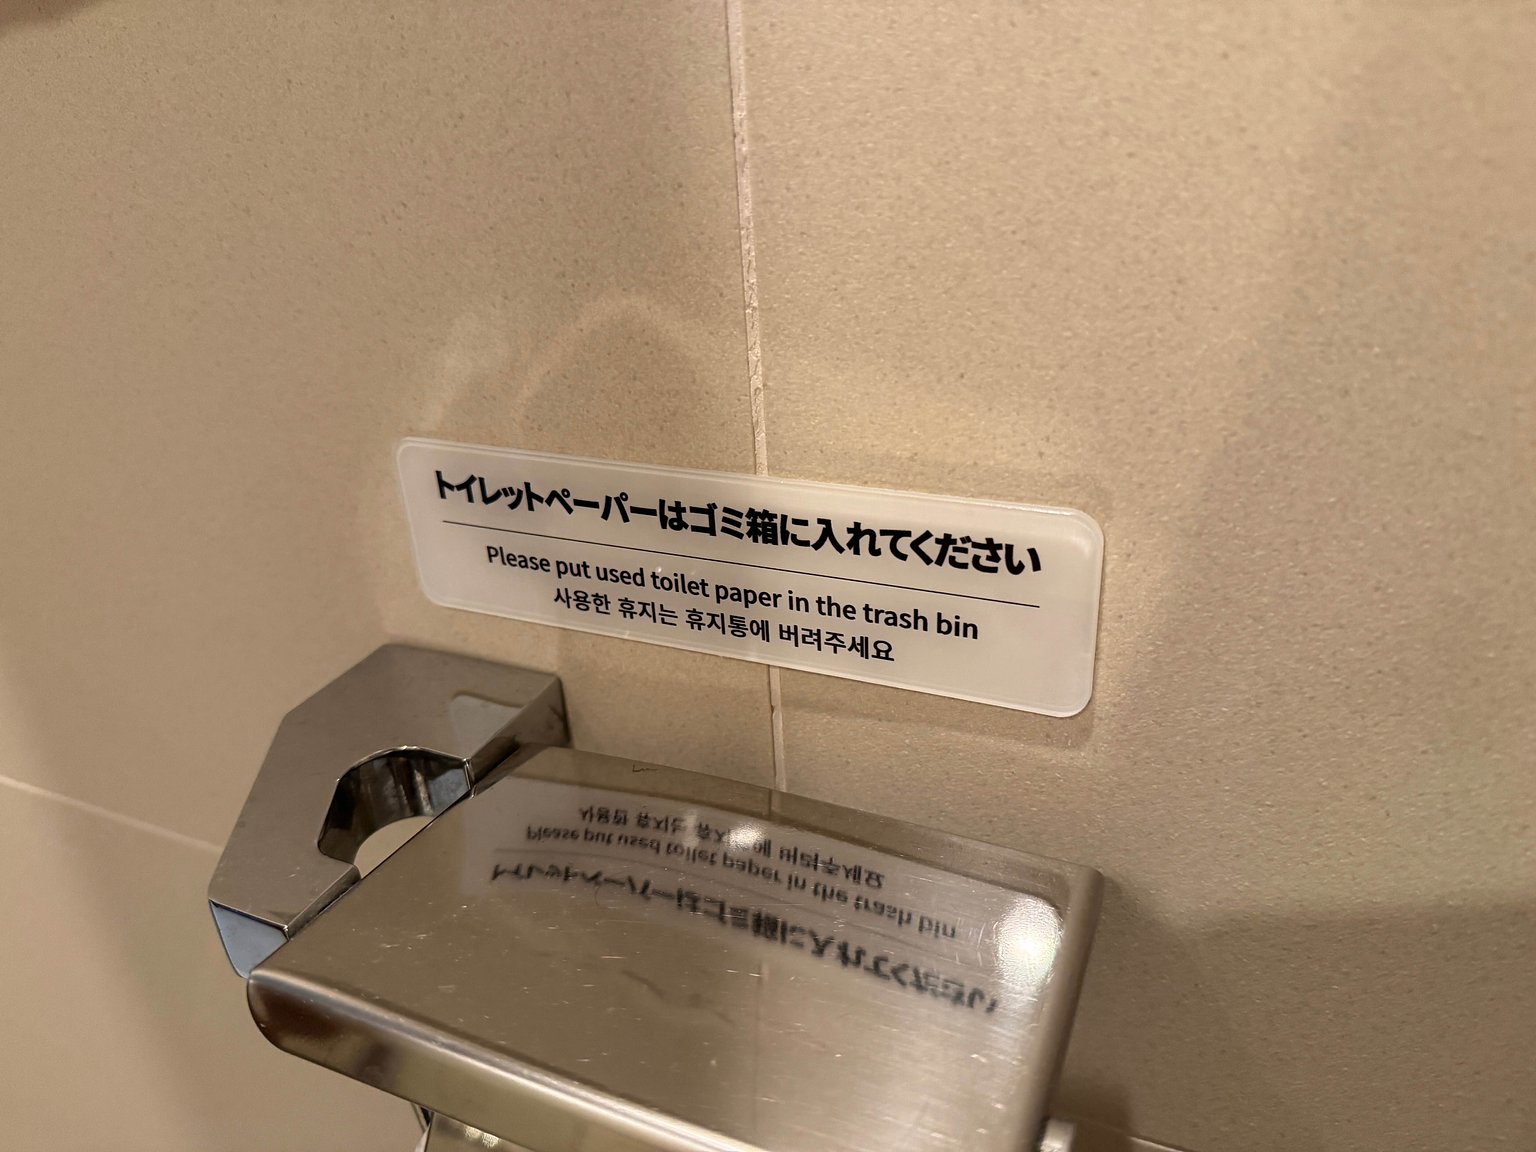 トイレットペーパーはゴミ箱に入れてください
Please put used toilet paper in the trash bin
사용한 휴지는 휴지통에 버려주세요